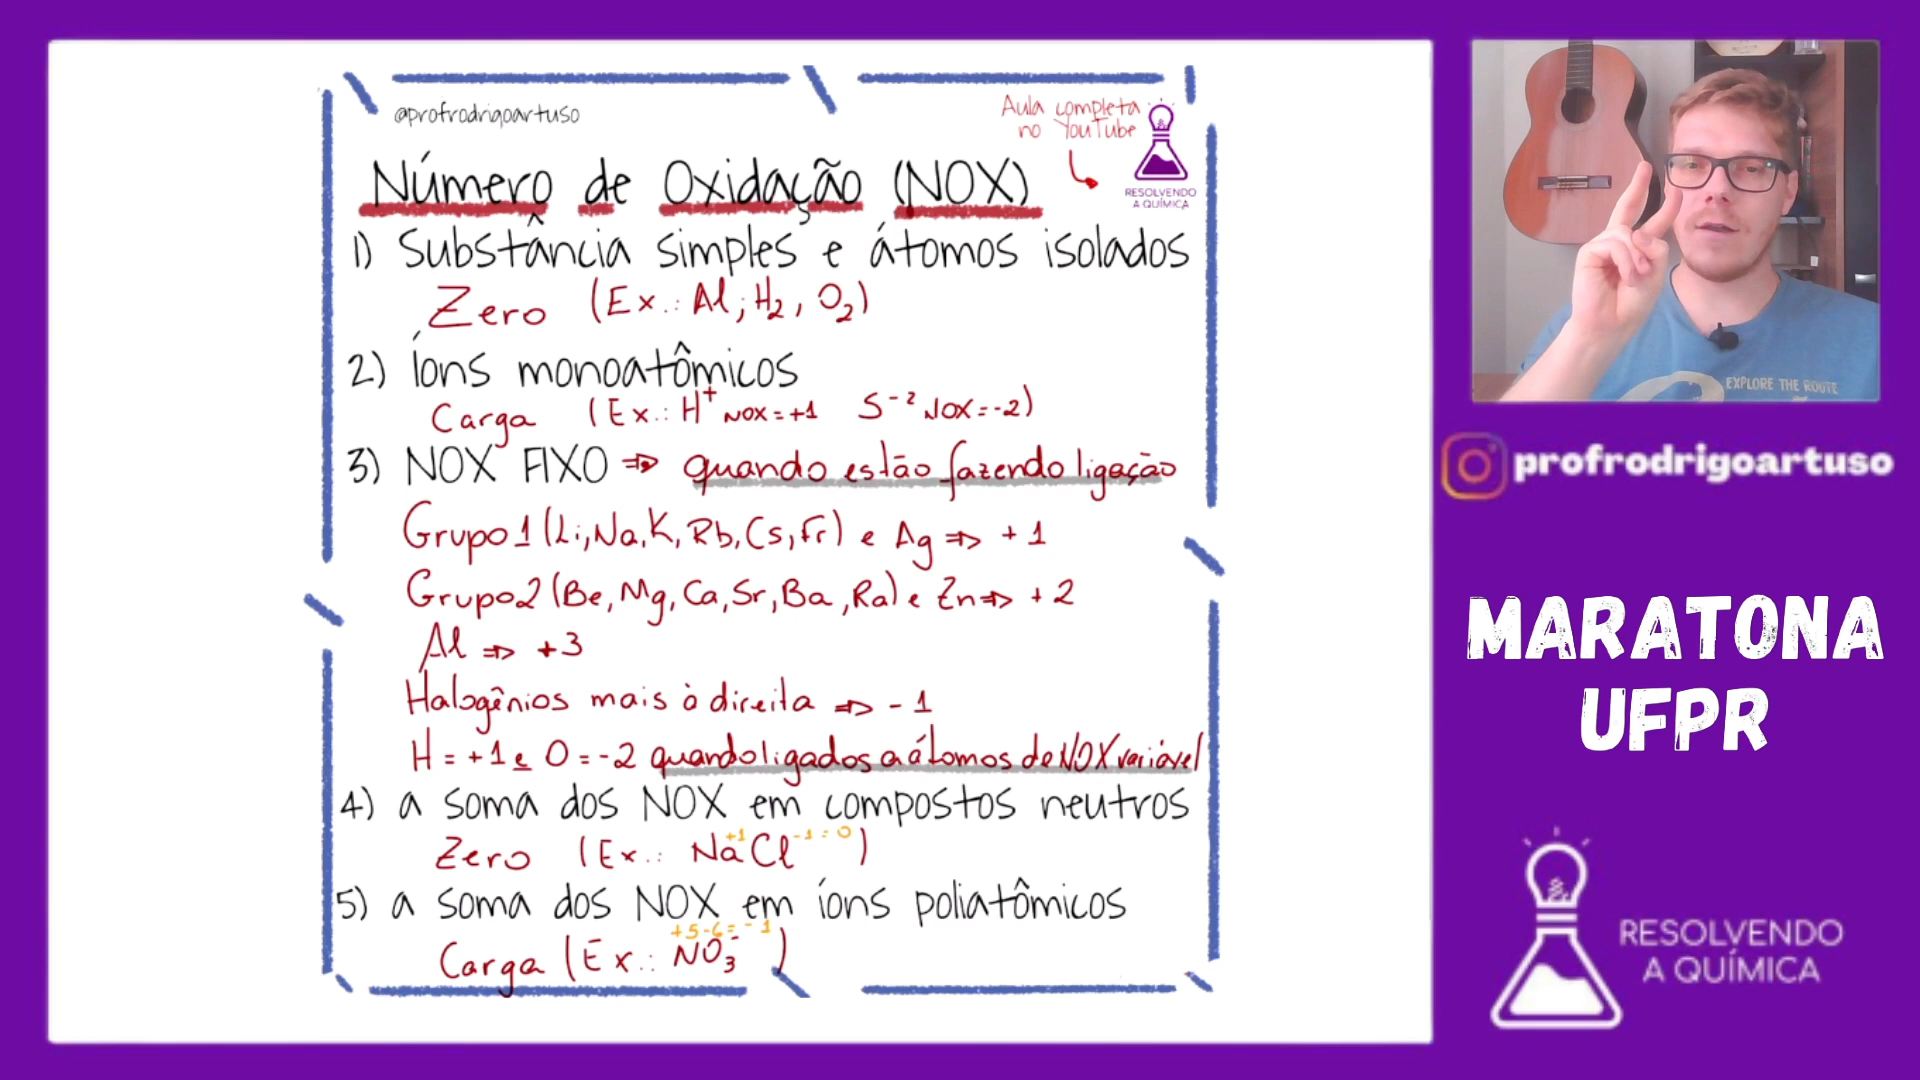 @profrodrigoartuso
Aula completa
no YouTube
RESOLVENDO
A QUÍMICA
Número de Oxidação (NOX)
1) Substância simples e átomos isolados
Zero (Ex.: Al; H₂, O₂)
2) Íons monoatômicos
Carga (Ex.: H⁺ NOX=+1 S⁻² NOX=-2)
3) NOX FIXO ⇒ quando estão fazendo ligação
Grupo 1 (Li, Na, K, Rb, Cs, Fr) e Ag ⇒ +1
Grupo 2 (Be, Mg, Ca, Sr, Ba, Ra) e Zn ⇒ +2
Al ⇒ +3
Halogênios mais à direita ⇒ -1
H = +1 e O = -2 quando ligados a átomos de NOX variável
4) a soma dos NOX em compostos neutros
+1 -1 = 0
Zero (Ex.: NaCl)
5) a soma dos NOX em íons poliatômicos
+5-6=-1
Carga (Ex.: NO₃⁻)
EXPLORE THE ROUTE
profrodrigoartuso
MARATONA
UFPR
RESOLVENDO
A QUÍMICA